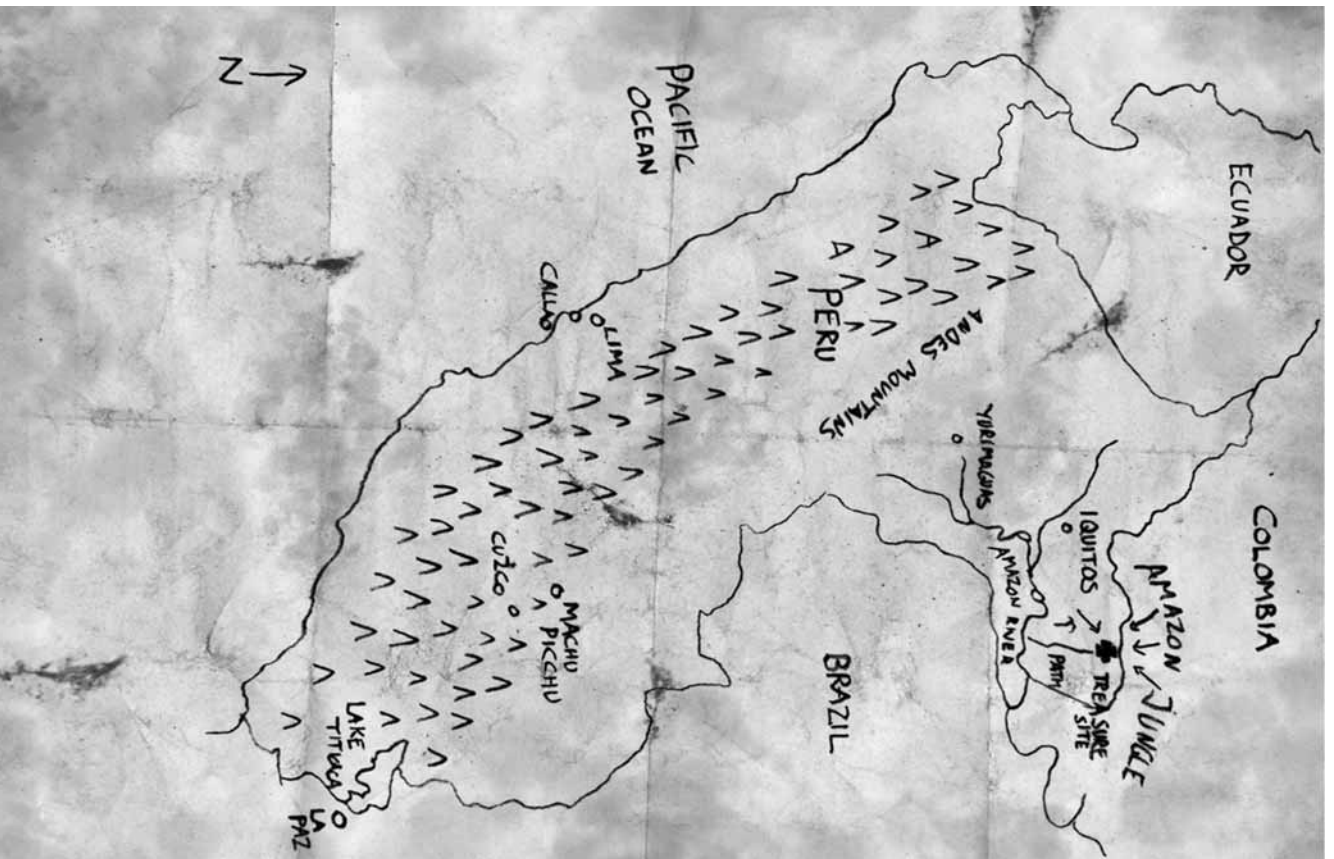 ECUADOR
COLOMBIA
AMAZON
JUNGLE
IQUITOS
TREASURE
SITE
PATH
AMAZON RIVER
YURIMAGUAS
ANDES MOUNTAINS
PERU
BRAZIL
PACIFIC
OCEAN
LIMA
CALLAO
MACHU
PICCHU
CUZCO
LAKE
LA
PAZ
N